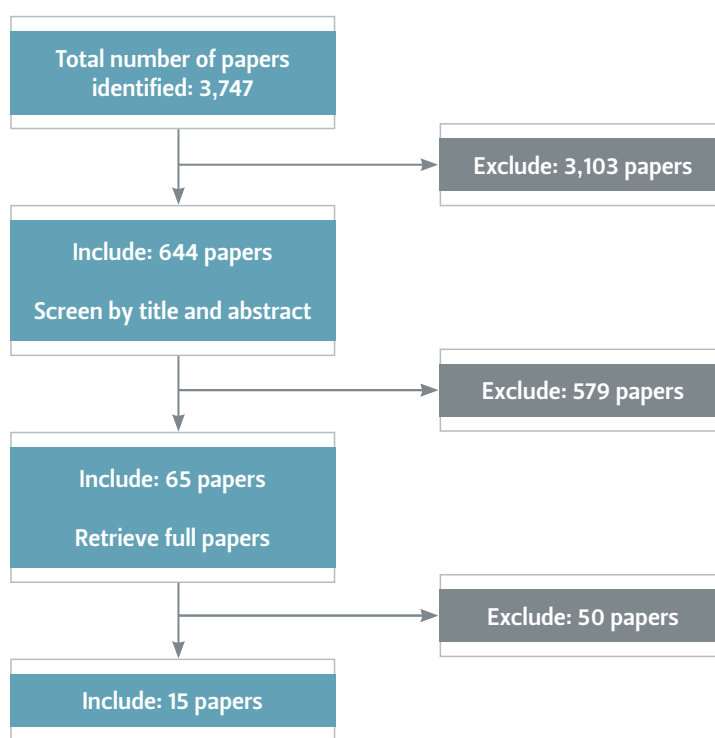 Total number of papers
identified: 3,747
Exclude: 3,103 papers
Include: 644 papers
Screen by title and abstract
Exclude: 579 papers
Include: 65 papers
Retrieve full papers
Exclude: 50 papers
Include: 15 papers